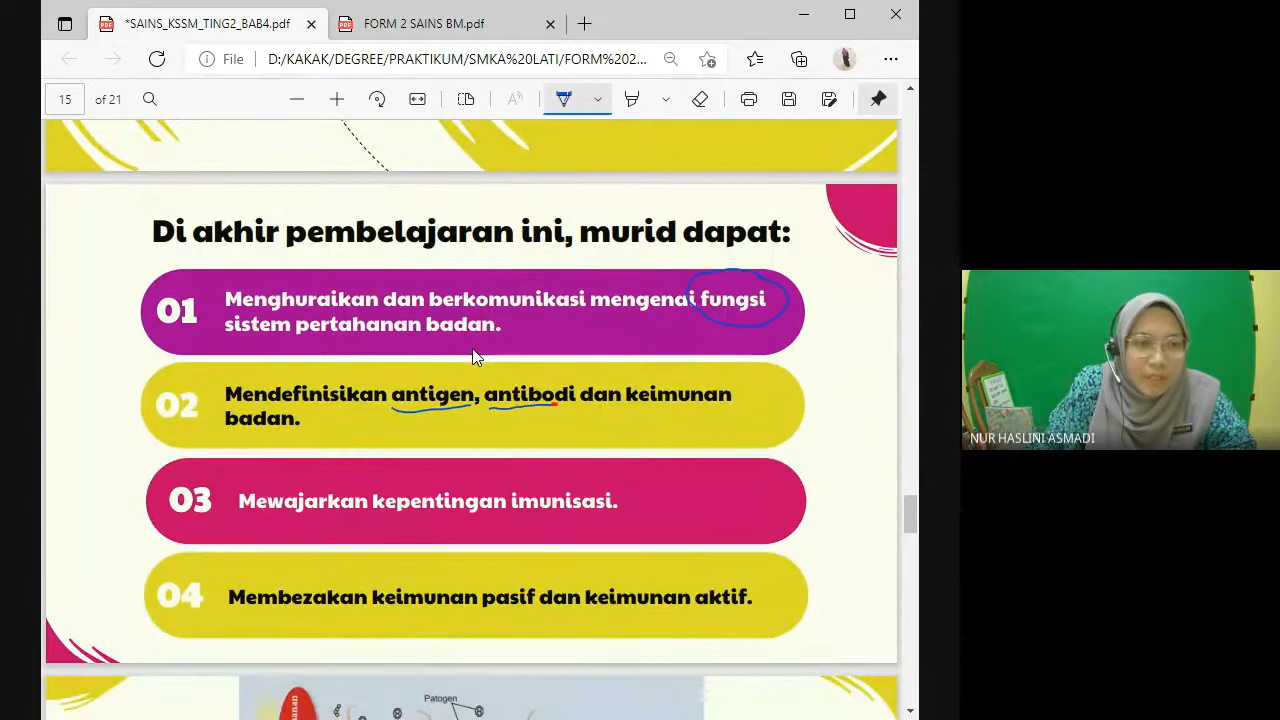 *SAINS_KSSM_TING2_BAB4.pdf
FORM 2 SAINS BM.pdf
File
D:/KAKAK/DEGREE/PRAKTIKUM/SMKA%20LATI/FORM%202...
15 of 21
Di akhir pembelajaran ini, murid dapat:
01
Menghuraikan dan berkomunikasi mengenai fungsi
sistem pertahanan badan.
02
Mendefinisikan antigen, antibodi dan keimunan
badan.
03
Mewajarkan kepentingan imunisasi.
04
Membezakan keimunan pasif dan keimunan aktif.
Patogen
NUR HASLINI ASMADI